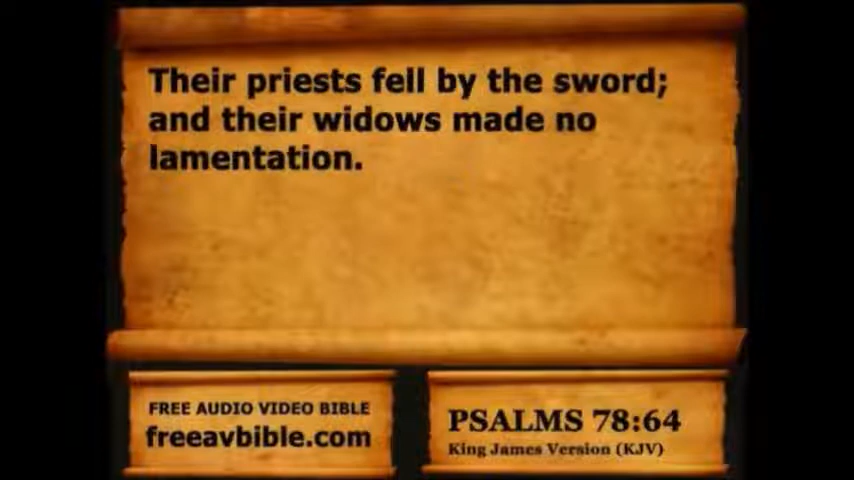 Their priests fell by the sword;
and their widows made no
lamentation.
FREE AUDIO VIDEO BIBLE
freeavbible.com
PSALMS 78:64
King James Version (KJV)